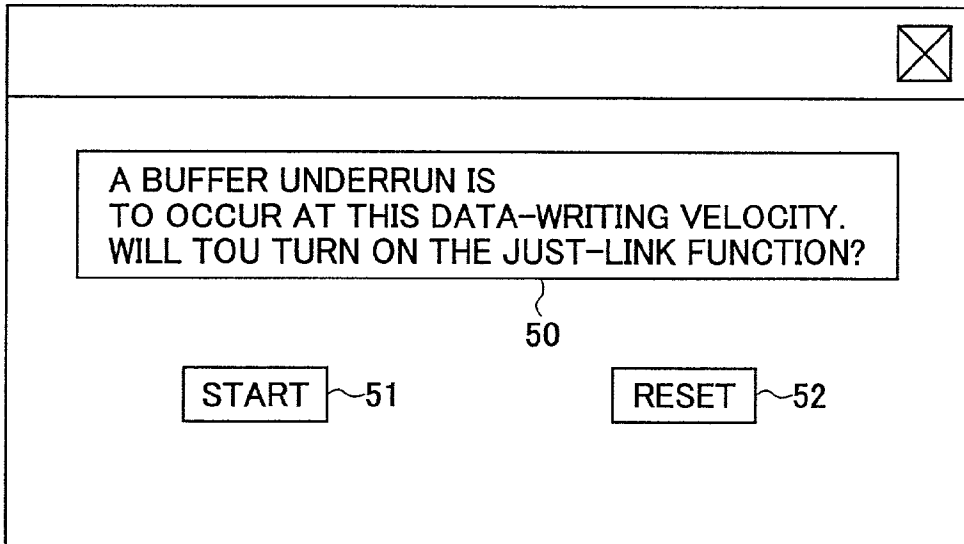 A BUFFER UNDERRUN IS
TO OCCUR AT THIS DATA-WRITING VELOCITY.
WILL TOU TURN ON THE JUST-LINK FUNCTION?
50
START 51 RESET 52